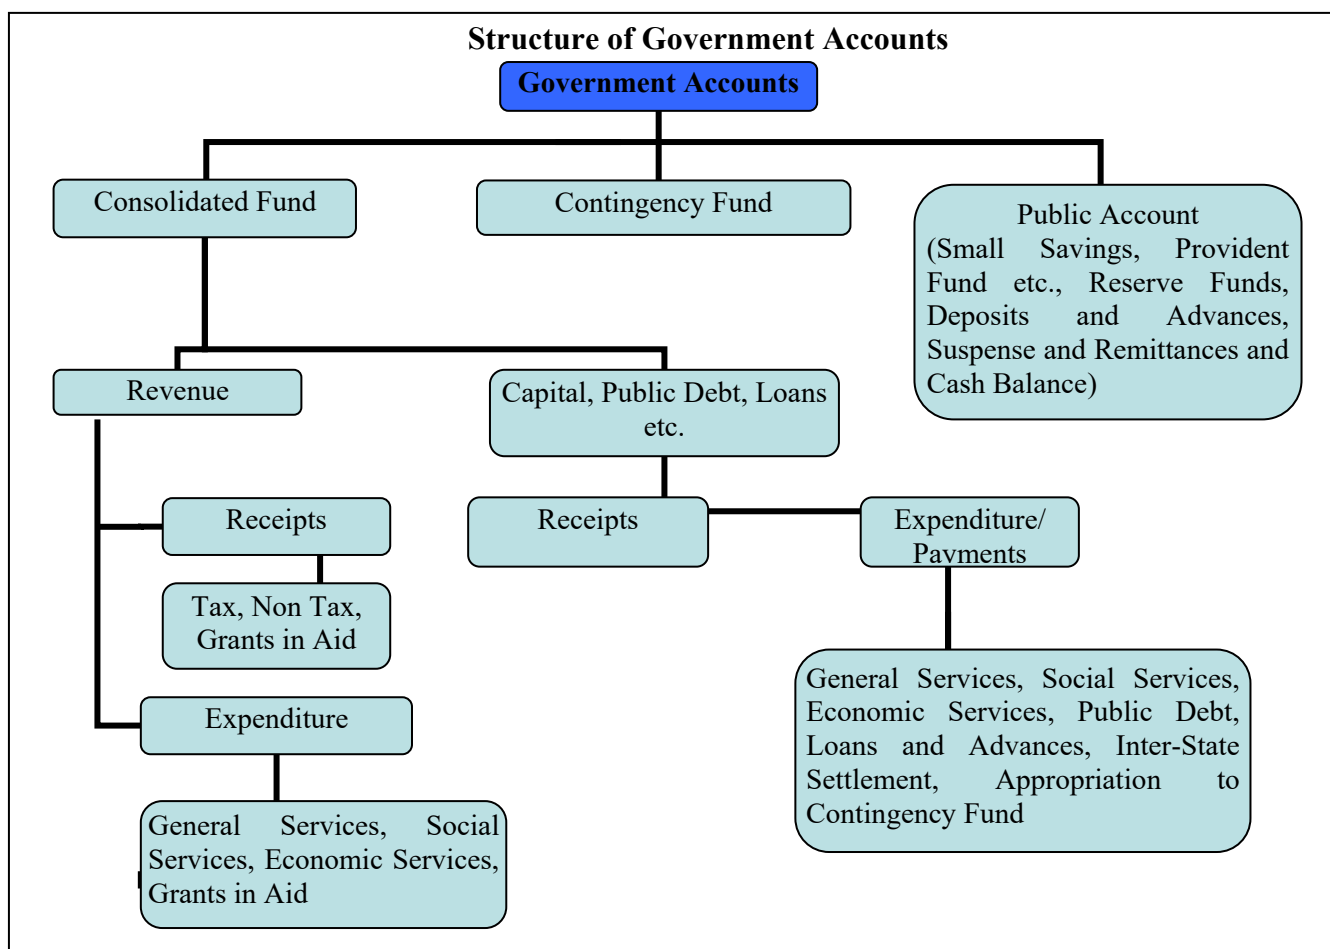 Structure of Government Accounts
Government Accounts
Consolidated Fund
Contingency Fund
Public Account
(Small Savings, Provident
Fund etc., Reserve Funds,
Deposits and Advances,
Suspense and Remittances and
Cash Balance)
Revenue
Capital, Public Debt, Loans
etc.
Receipts
Receipts
Expenditure/
Payments
Tax, Non Tax,
Grants in Aid
Expenditure
General Services, Social Services,
Economic Services, Public Debt,
Loans and Advances, Inter-State
Settlement, Appropriation to
Contingency Fund
General Services, Social
Services, Economic Services,
Grants in Aid